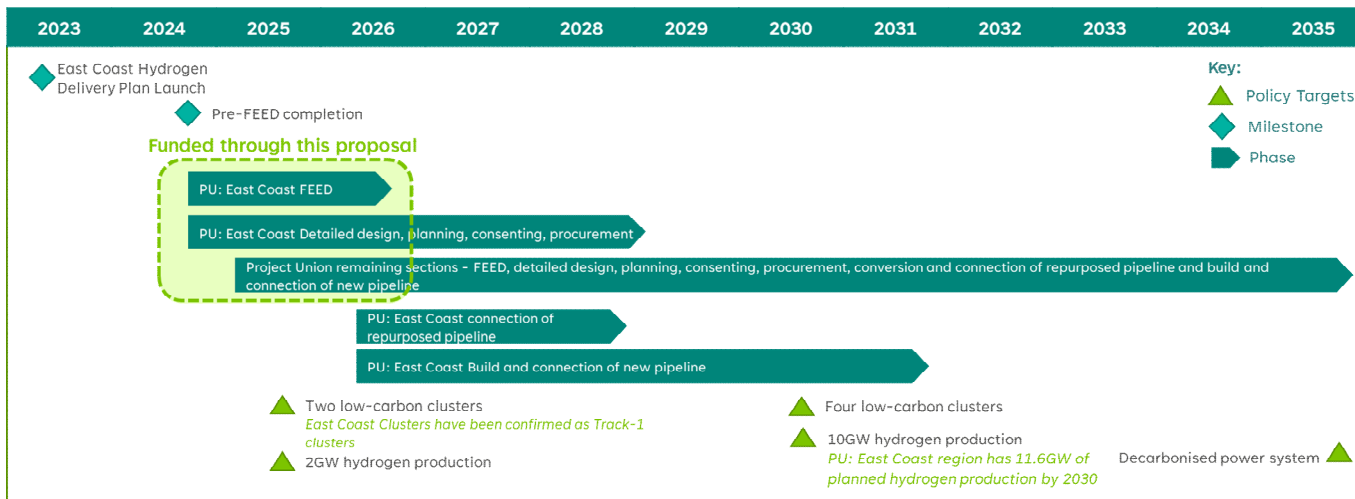 2023 2024 2025 2026 2027 2028 2029 2030 2031 2032 2033 2034 2035
East Coast Hydrogen
Delivery Plan Launch
Key:
Policy Targets
Pre-FEED completion
Milestone
Funded through this proposal
Phase
PU: East Coast FEED
PU: East Coast Detailed design, planning, consenting, procurement
Project Union remaining sections - FEED, detailed design, planning, consenting, procurement, conversion and connection of repurposed pipeline and build and
connection of new pipeline
PU: East Coast connection of
repurposed pipeline
PU: East Coast Build and connection of new pipeline
Two low-carbon clusters
East Coast Clusters have been confirmed as Track-1
clusters
2GW hydrogen production
Four low-carbon clusters
10GW hydrogen production
PU: East Coast region has 11.6GW of
planned hydrogen production by 2030
Decarbonised power system